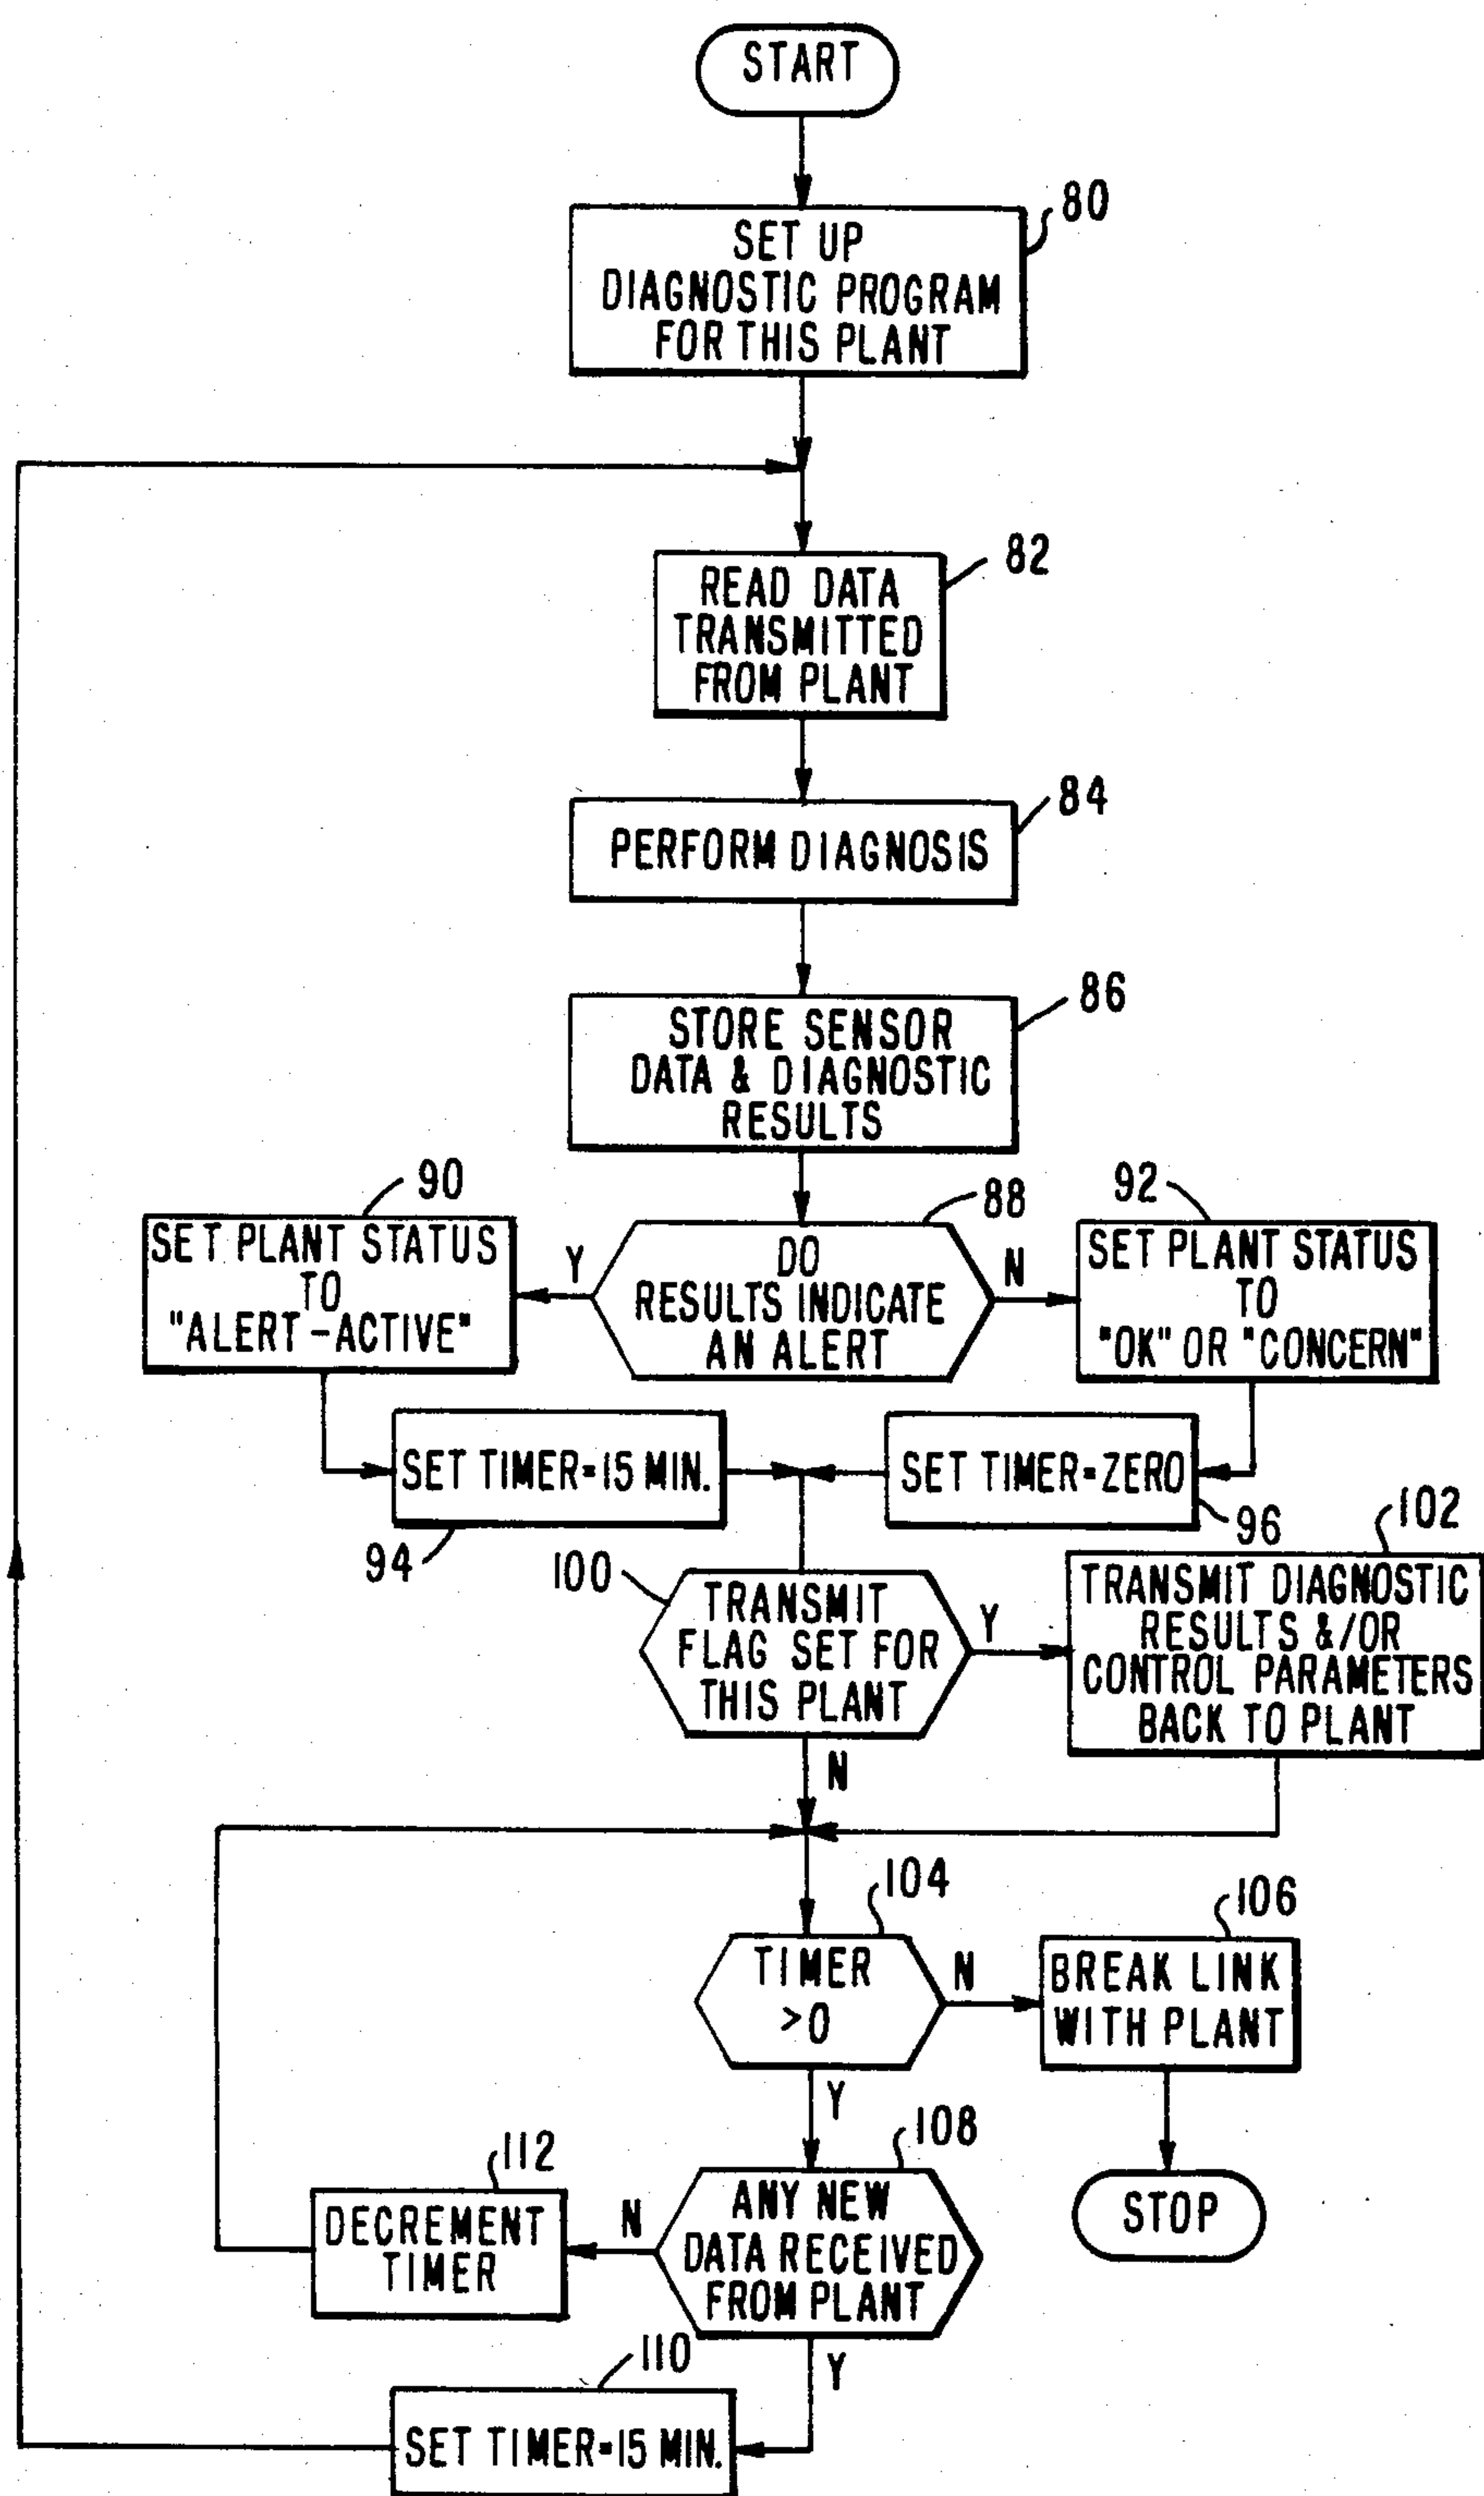 START
80
SET UP
DIAGNOSTIC PROGRAM
FOR THIS PLANT
82
READ DATA
TRANSMITTED
FROM PLANT
84
PERFORM DIAGNOSIS
86
STORE SENSOR
DATA & DIAGNOSTIC
RESULTS
90
SET PLANT STATUS
TO
"ALERT-ACTIVE"
Y
88
DO
RESULTS INDICATE
AN ALERT
N
92
SET PLANT STATUS
TO
"OK" OR "CONCERN"
SET TIMER=15 MIN.
94
SET TIMER=ZERO
96
100
TRANSMIT
FLAG SET FOR
THIS PLANT
Y
N
102
TRANSMIT DIAGNOSTIC
RESULTS &/OR
CONTROL PARAMETERS
BACK TO PLANT
104
TIMER
>0
N
Y
106
BREAK LINK
WITH PLANT
STOP
108
ANY NEW
DATA RECEIVED
FROM PLANT
N
Y
112
DECREMENT
TIMER
110
SET TIMER=15 MIN.